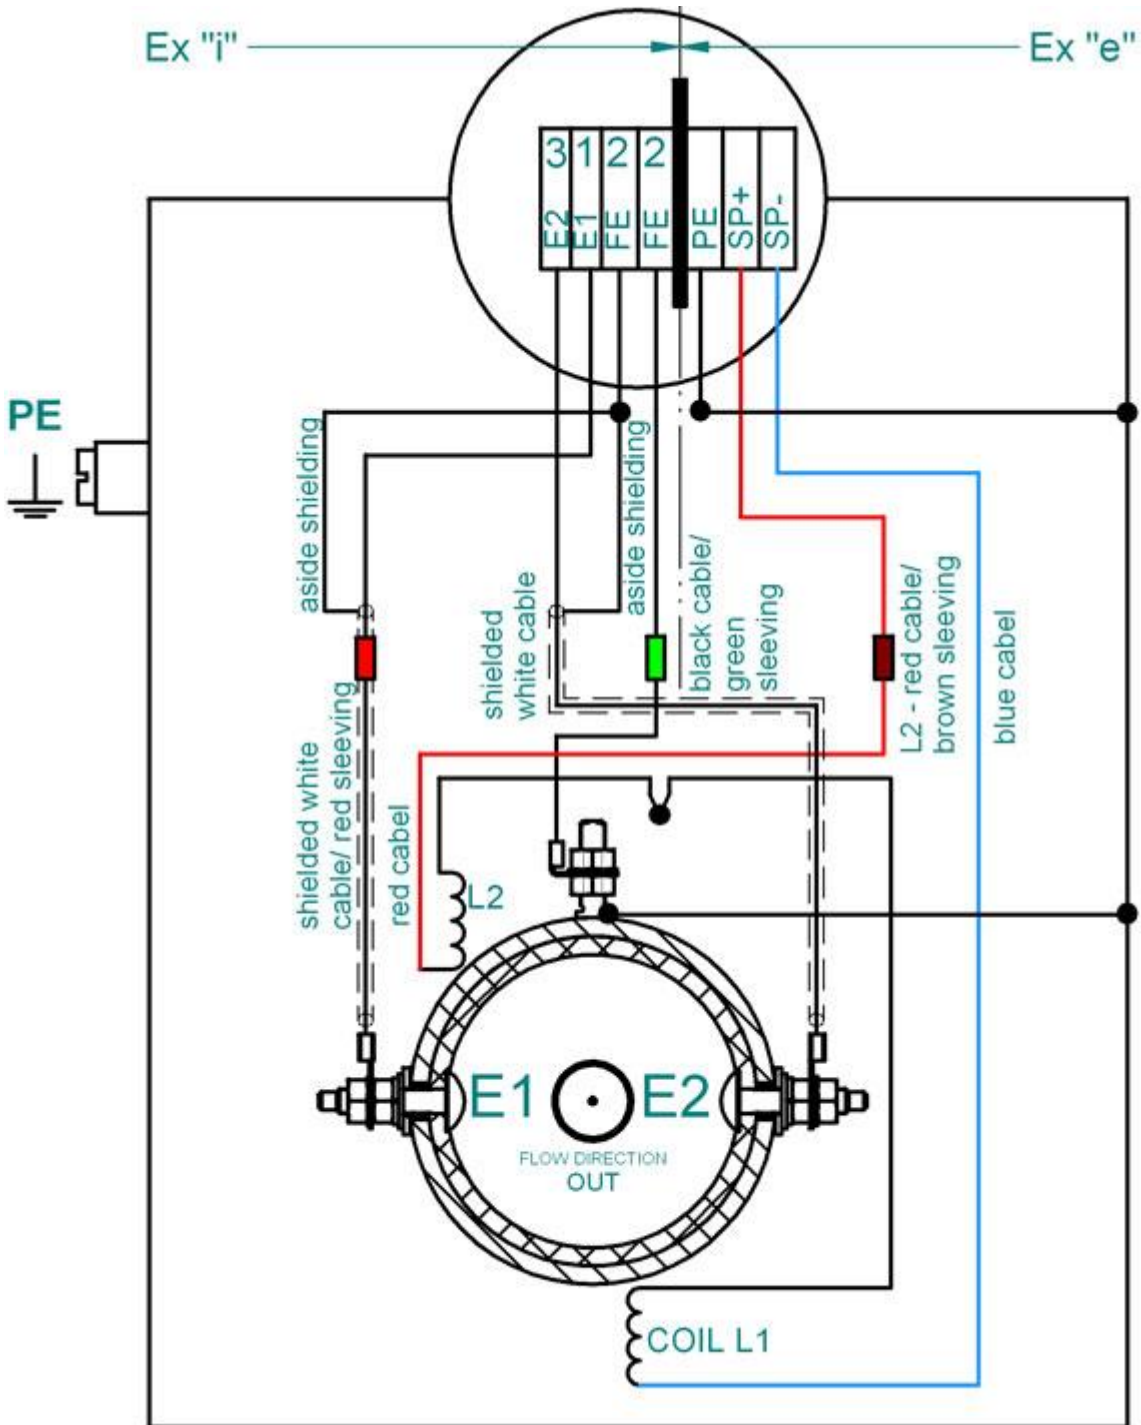 Ex "i"
Ex "e"
3
1
2
2
E2
E1
FE
FE
PE
SP+
SP-
PE
aside shielding
aside shielding
shielded
white cable
black cable/
green
sleeving
L2 - red cable/
brown sleeving
blue cabel
shielded white
cable/ red sleeving
red cabel
L2
E1
E2
FLOW DIRECTION
OUT
COIL L1